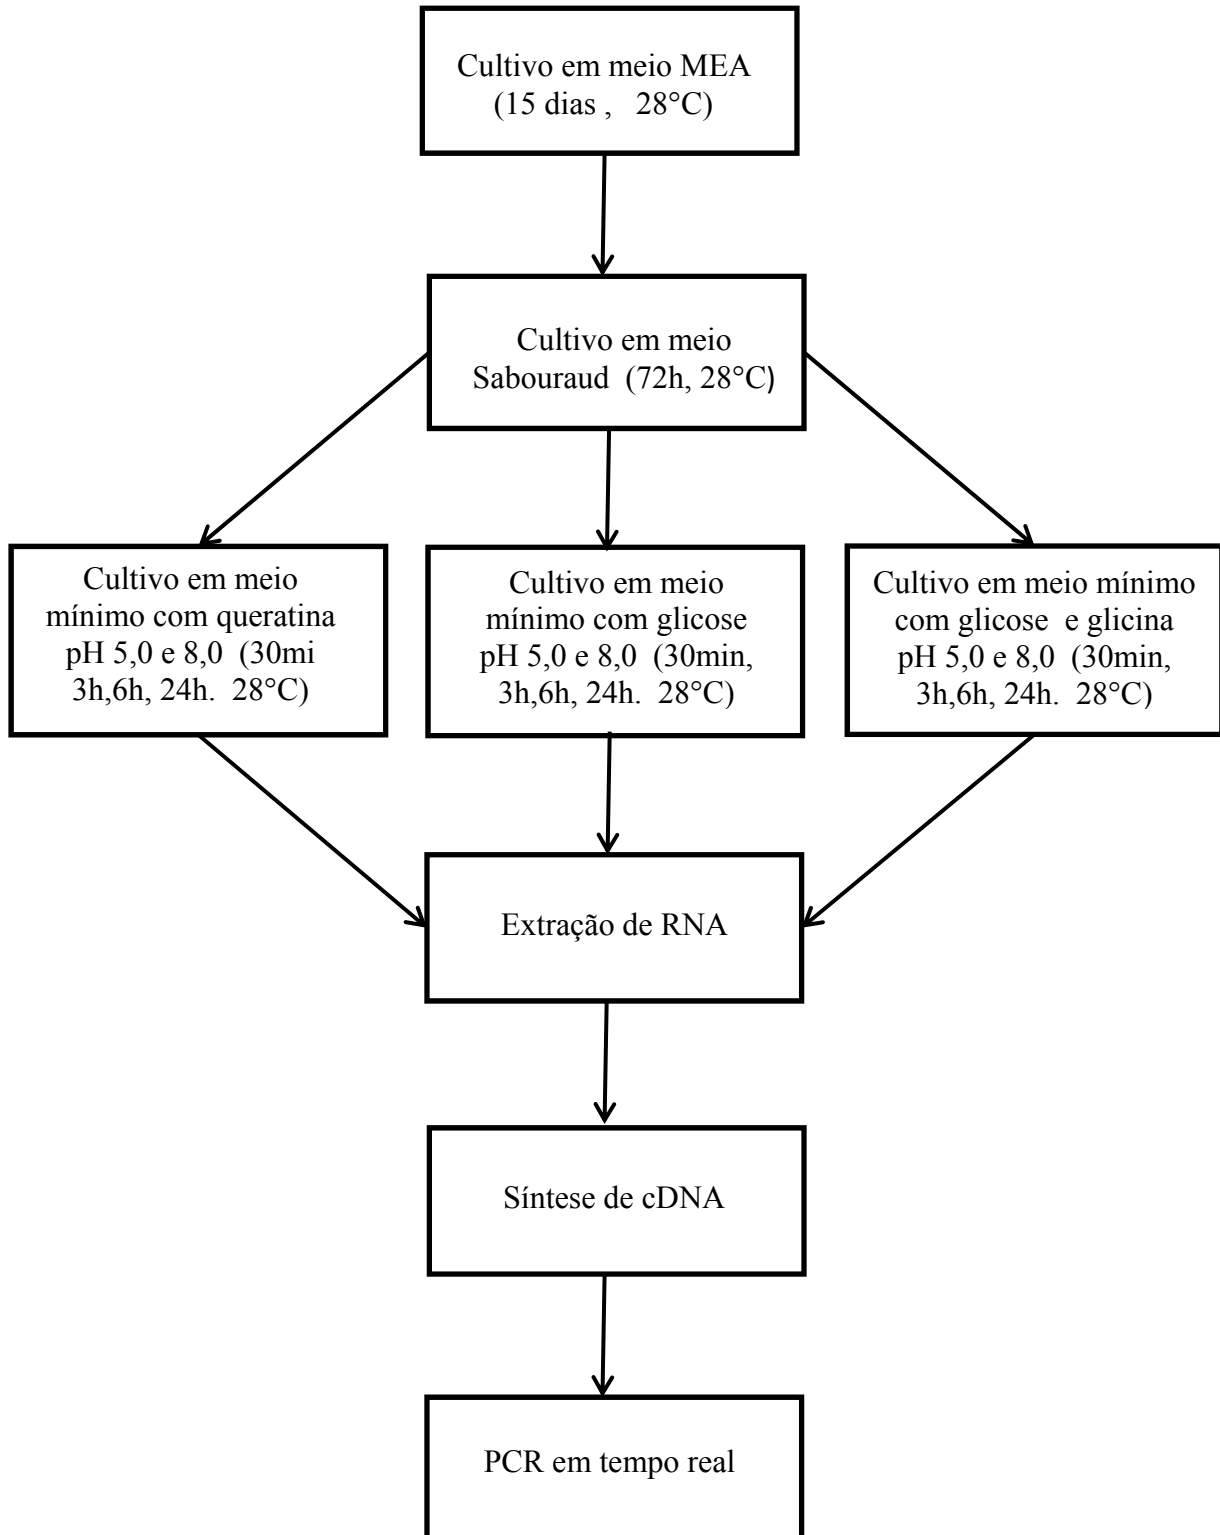 Cultivo em meio MEA
(15 dias ,   28°C)
Cultivo em meio
Sabouraud  (72h, 28°C)
Cultivo em meio
mínimo com queratina
pH 5,0 e 8,0  (30mi
3h,6h, 24h.  28°C)
Cultivo em meio
mínimo com glicose
pH 5,0 e 8,0  (30min,
3h,6h, 24h.  28°C)
Cultivo em meio mínimo
com glicose  e glicina
pH 5,0 e 8,0  (30min,
3h,6h, 24h.  28°C)
Extração de RNA
Síntese de cDNA
PCR em tempo real